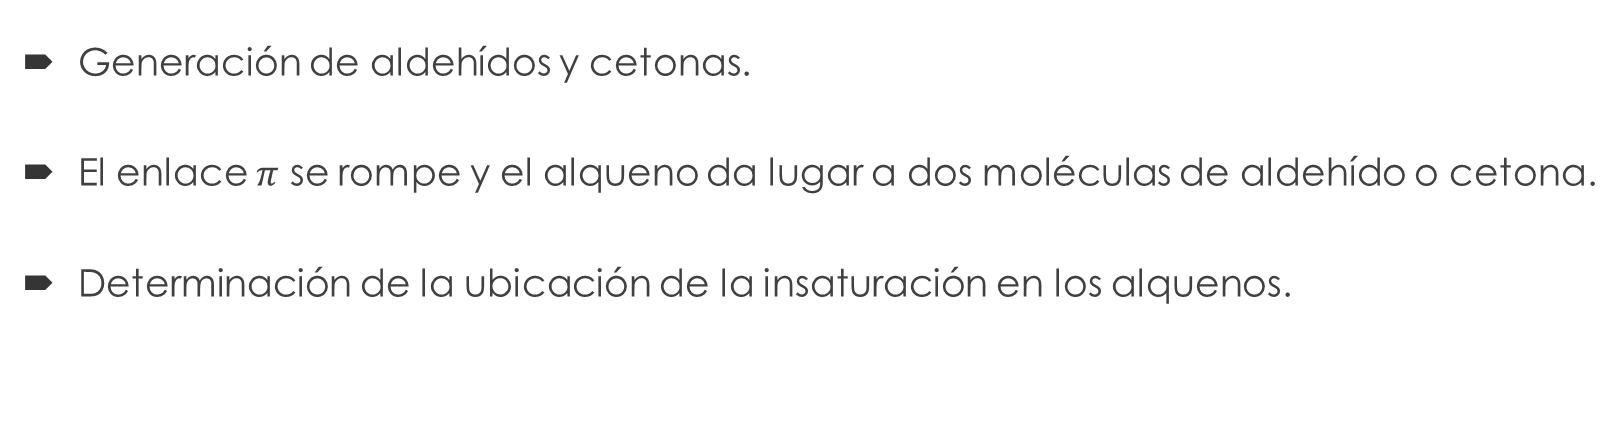 Generación de aldehídos y cetonas.
El enlace π se rompe y el alqueno da lugar a dos moléculas de aldehído o cetona.
Determinación de la ubicación de la insaturación en los alquenos.